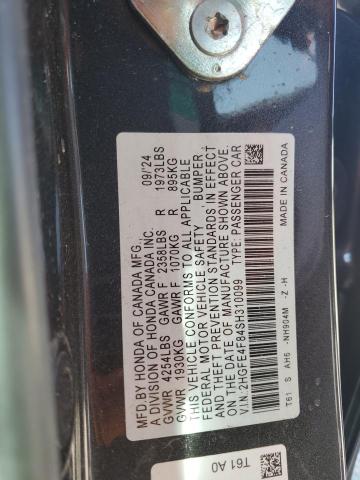 MFD.BY HONDA OF CANADA MFG. 09/24
A DIVISION OF HONDA CANADA INC.
GVWR 4254LBS GAWR F 2358LBS R 1973LBS
GVWR 1930KG GAWR F 1070KG R 895KG
THIS VEHICLE CONFORMS TO ALL APPLICABLE
FEDERAL MOTOR VEHICLE SAFETY BUMPER
AND THEFT PREVENTION STANDARDS IN EFFECT
ON THE DATE OF MANUFACTURE SHOWN ABOVE.
V.I.N. 2HGFE4F84SH310099 TYPE: PASSENGER CAR
T61 S AH6 -NH904M -Z -H MADE IN CANADA
T61 A0